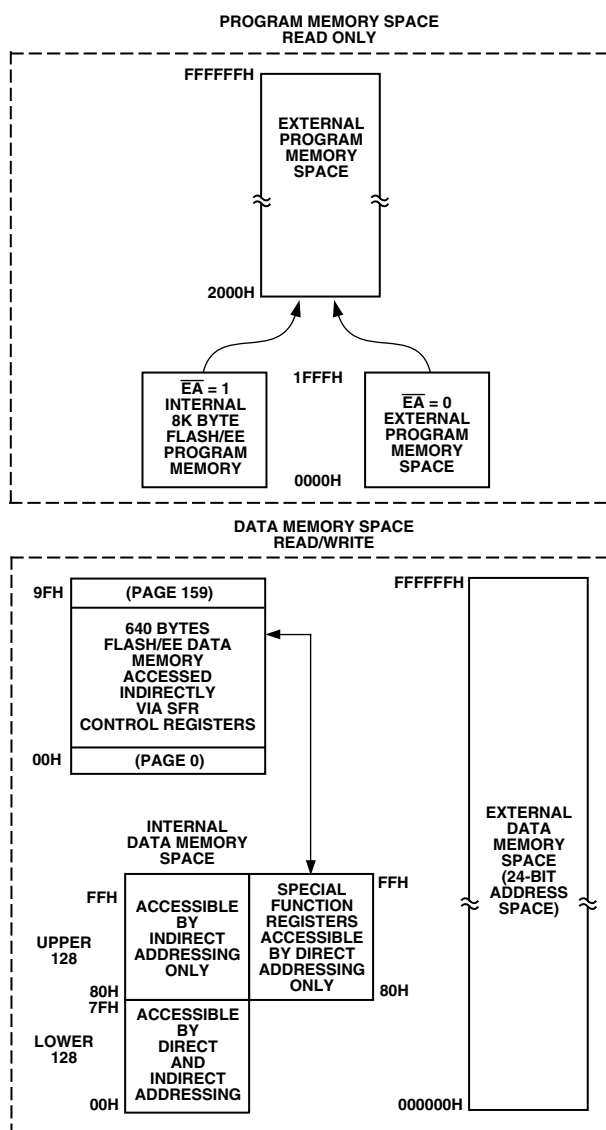 PROGRAM MEMORY SPACE
READ ONLY
FFFFFFH
EXTERNAL
PROGRAM
MEMORY
SPACE
2000H
EA = 1
INTERNAL
8K BYTE
FLASH/EE
PROGRAM
MEMORY
1FFFH
0000H
EA = 0
EXTERNAL
PROGRAM
MEMORY
SPACE
DATA MEMORY SPACE
READ/WRITE
9FH
(PAGE 159)
640 BYTES
FLASH/EE DATA
MEMORY
ACCESSED
INDIRECTLY
VIA SFR
CONTROL REGISTERS
00H
(PAGE 0)
INTERNAL
DATA MEMORY
SPACE
FFH
UPPER
128
80H
7FH
LOWER
128
00H
ACCESSIBLE
BY
INDIRECT
ADDRESSING
ONLY
SPECIAL
FUNCTION
REGISTERS
ACCESSIBLE
BY DIRECT
ADDRESSING
ONLY
FFH
80H
ACCESSIBLE
BY
DIRECT
AND
INDIRECT
ADDRESSING
FFFFFFH
EXTERNAL
DATA
MEMORY
SPACE
(24-BIT
ADDRESS
SPACE)
000000H